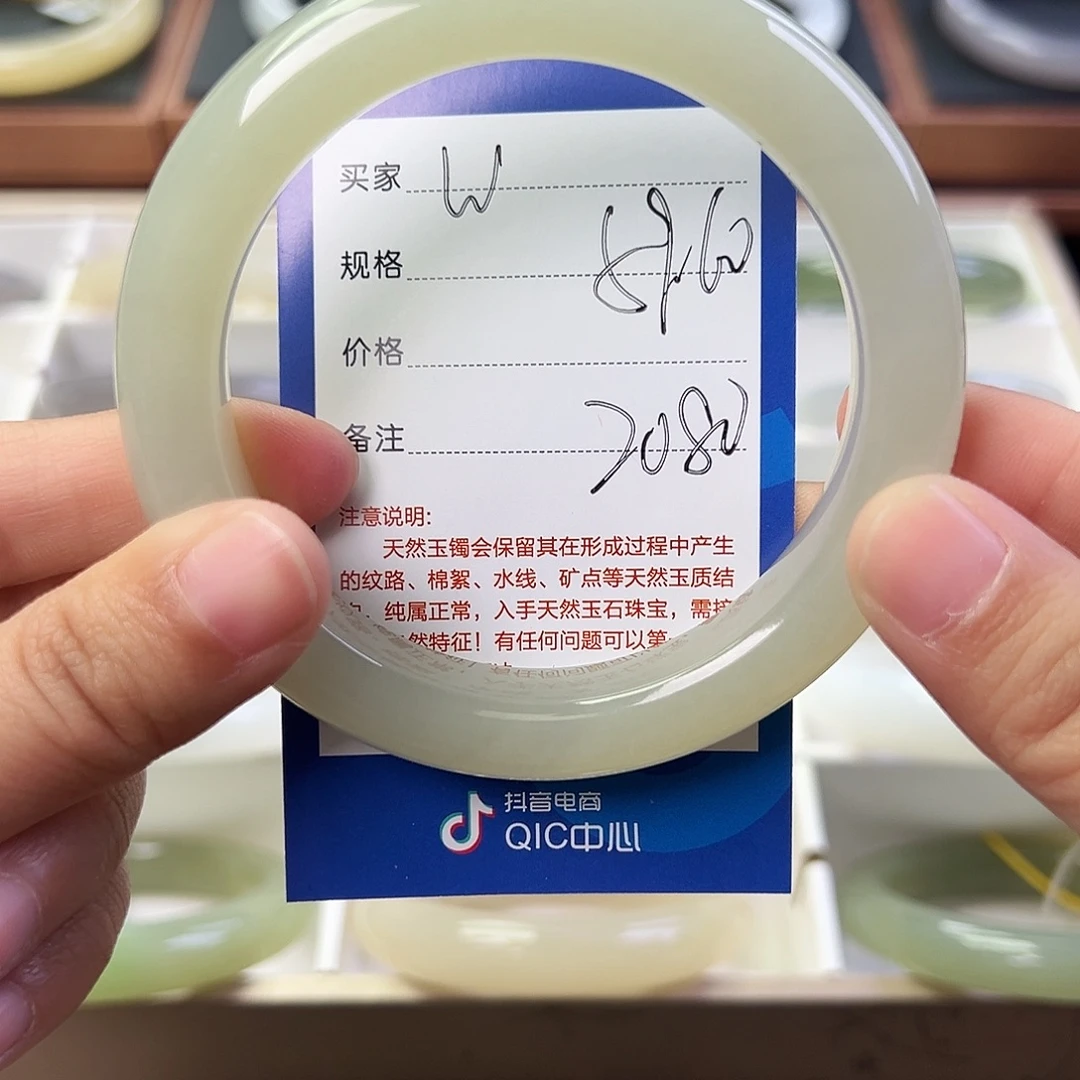 买家 W
规格
价格
备注
注意说明:
天然玉镯会保留其在形成过程中产生
的纹路、棉絮、水线、矿点等天然玉质结
纯属正常，入手天然玉石珠宝，需接
然特征！有任何问题可以第
抖音电商
QIC中心